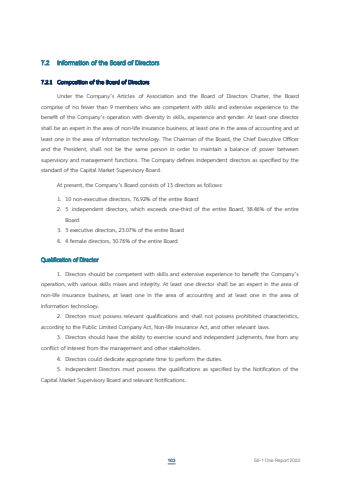 7.2 Information of the Board of Directors
7.2.1 Composition of the Board of Directors
Under the Company's Articles of Association and the Board of Directors Charter, the Board
comprise of no fewer than 9 members who are competent with skills and extensive experience to the
benefit of the Company's operation with diversity in skills, experience and gender. At least one director
shall be an expert in the area of non-life insurance business, at least one in the area of accounting and at
least one in the area of information technology. The Chairman of the Board, the Chief Executive Officer
and the President, shall not be the same person in order to maintain a balance of power between
supervisory and management functions. The Company defines independent directors as specified by the
standard of the Capital Market Supervisory Board.
At present, the Company's Board consists of 13 directors as follows:
1. 10 non-executive directors, 76.92% of the entire Board
2. 5 independent directors, which exceeds one-third of the entire Board, 38.46% of the entire
Board
3. 3 executive directors, 23.07% of the entire Board
4. 4 female directors, 30.76% of the entire Board
Qualification of Director
1. Directors should be competent with skills and extensive experience to benefit the Company's
operation, with various skills mixes and integrity. At least one director shall be an expert in the area of
non-life insurance business, at least one in the area of accounting and at least one in the area of
information technology.
2. Directors must possess relevant qualifications and shall not possess prohibited characteristics,
according to the Public Limited Company Act, Non-life Insurance Act, and other relevant laws.
3. Directors should have the ability to exercise sound and independent judgments, free from any
conflict of interest from the management and other stakeholders.
4. Directors could dedicate appropriate time to perform the duties.
5. Independent Directors must possess the qualifications as specified by the Notification of the
Capital Market Supervisory Board and relevant Notifications.
102
56-1 One Report 2022